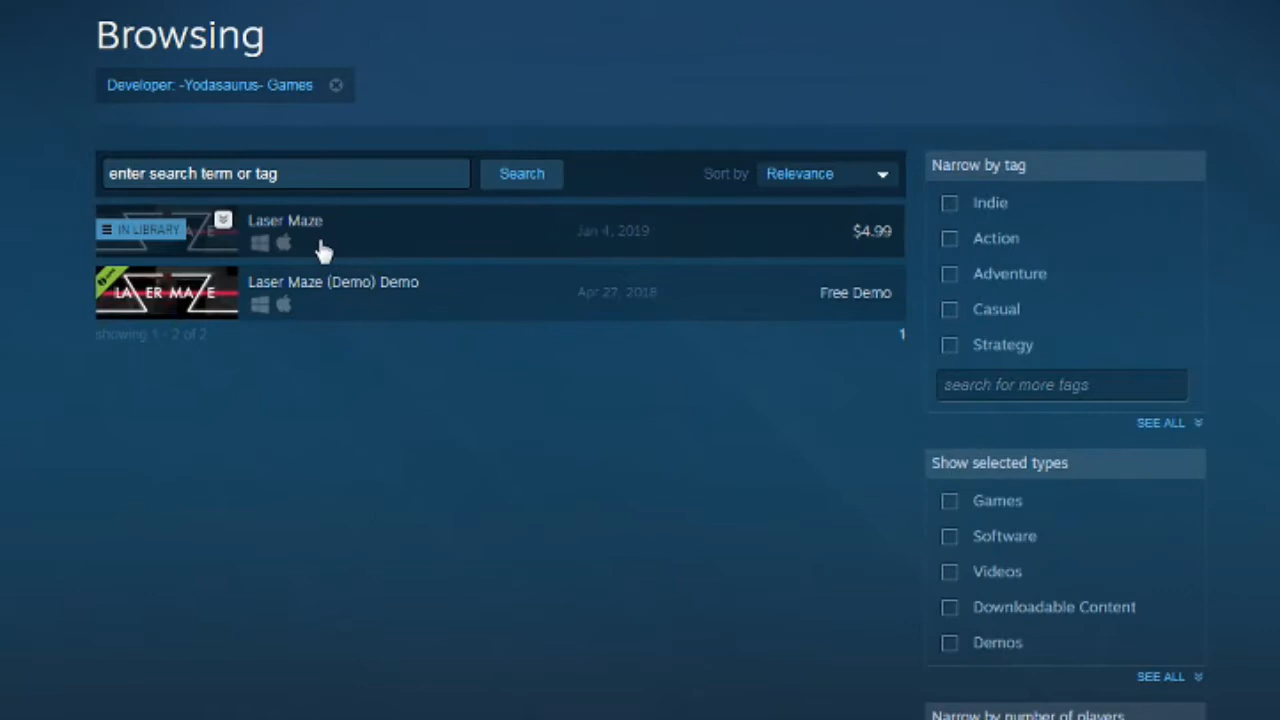 Browsing
Developer: -Yodasaurus- Games
enter search term or tag
Search
Sort by
Relevance
IN LIBRARY
Laser Maze
Jan 4, 2019
$4.99
LA ER MA E
Laser Maze (Demo) Demo
Apr 27, 2018
Free Demo
showing 1 - 2 of 2
1
Narrow by tag
Indie
Action
Adventure
Casual
Strategy
search for more tags
SEE ALL
Show selected types
Games
Software
Videos
Downloadable Content
Demos
SEE ALL
Narrow by number of players